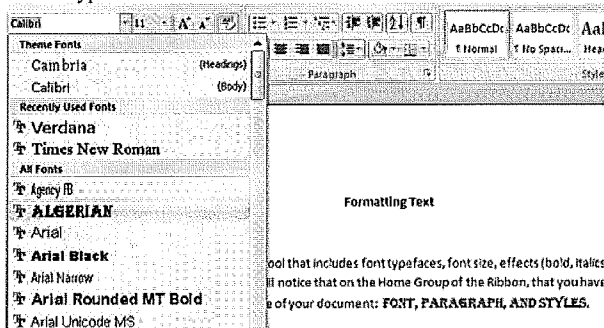 Calibri 11
AaBbCcDc AaBbCcDc Aa
¶ Normal ¶ No Spaci... Hea
Paragraph Style
Theme Fonts
Cambria (Headings)
Calibri (Body)
Recently Used Fonts
Verdana
Times New Roman
All Fonts
Agency FB
ALGERIAN
Arial
Arial Black
Arial Narrow
Arial Rounded MT Bold
Arial Unicode MS
Formatting Text
ool that includes font typefaces, font size, effects (bold, italics
ll notice that on the Home Group of the Ribbon, that you have
e of your document: FONT, PARAGRAPH, AND STYLES.